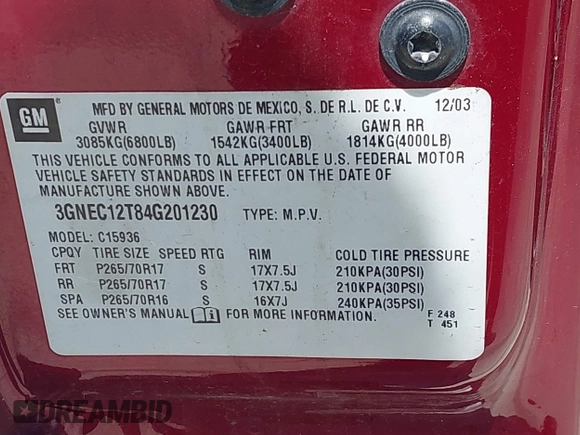 GM
MFD BY GENERAL MOTORS DE MEXICO, S. DE R.L. DE C.V. 12/03
GVWR GAWR FRT GAWR RR
3085KG(6800LB) 1542KG(3400LB) 1814KG(4000LB)
THIS VEHICLE CONFORMS TO ALL APPLICABLE U.S. FEDERAL MOTOR
VEHICLE SAFETY STANDARDS IN EFFECT ON THE DATE OF
MANUFACTURE SHOWN ABOVE.
3GNEC12T84G201230 TYPE: M.P.V.
MODEL: C15936
CPQY TIRE SIZE SPEED RTG RIM COLD TIRE PRESSURE
FRT P265/70R17 S 17X7.5J 210KPA(30PSI)
RR P265/70R17 S 17X7.5J 210KPA(30PSI)
SPA P265/70R16 S 16X7J 240KPA(35PSI)
SEE OWNER'S MANUAL FOR MORE INFORMATION. F 248
T 451
DREAMBID